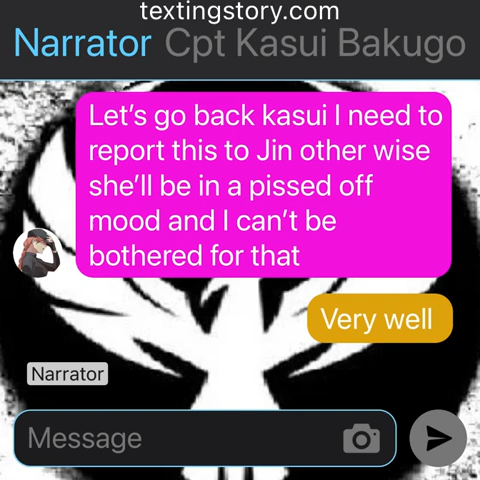 textingstory.com
Narrator Cpt Kasui Bakugo
Let’s go back kasui I need to
report this to Jin other wise
she’ll be in a pissed off
mood and I can’t be
bothered for that
Very well
Narrator
Message